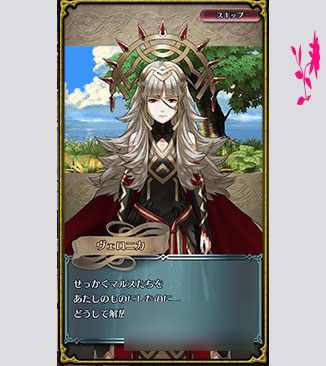 スキップ
ヴェロニカ
せっかくマルスたちを
あたしのものにしたのに…
どうして解